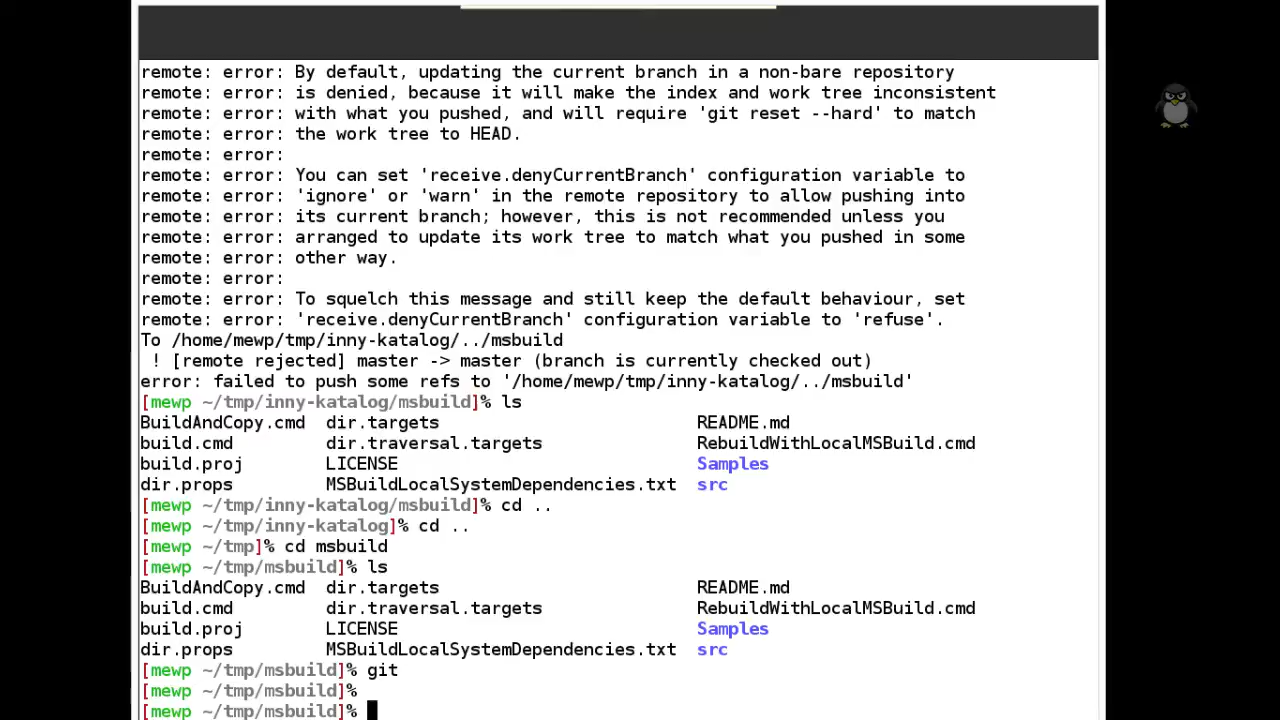 remote: error: By default, updating the current branch in a non-bare repository
remote: error: is denied, because it will make the index and work tree inconsistent
remote: error: with what you pushed, and will require 'git reset --hard' to match
remote: error: the work tree to HEAD.
remote: error:
remote: error: You can set 'receive.denyCurrentBranch' configuration variable to
remote: error: 'ignore' or 'warn' in the remote repository to allow pushing into
remote: error: its current branch; however, this is not recommended unless you
remote: error: arranged to update its work tree to match what you pushed in some
remote: error: other way.
remote: error:
remote: error: To squelch this message and still keep the default behaviour, set
remote: error: 'receive.denyCurrentBranch' configuration variable to 'refuse'.
To /home/mewp/tmp/inny-katalog/../msbuild
 ! [remote rejected] master -> master (branch is currently checked out)
error: failed to push some refs to '/home/mewp/tmp/inny-katalog/../msbuild'
[mewp ~/tmp/inny-katalog/msbuild]% ls
BuildAndCopy.cmd  dir.targets                         README.md
build.cmd         dir.traversal.targets               RebuildWithLocalMSBuild.cmd
build.proj        LICENSE                             Samples
dir.props         MSBuildLocalSystemDependencies.txt  src
[mewp ~/tmp/inny-katalog/msbuild]% cd ..
[mewp ~/tmp/inny-katalog]% cd ..
[mewp ~/tmp]% cd msbuild
[mewp ~/tmp/msbuild]% ls
BuildAndCopy.cmd  dir.targets                         README.md
build.cmd         dir.traversal.targets               RebuildWithLocalMSBuild.cmd
build.proj        LICENSE                             Samples
dir.props         MSBuildLocalSystemDependencies.txt  src
[mewp ~/tmp/msbuild]% git
[mewp ~/tmp/msbuild]%
[mewp ~/tmp/msbuild]%